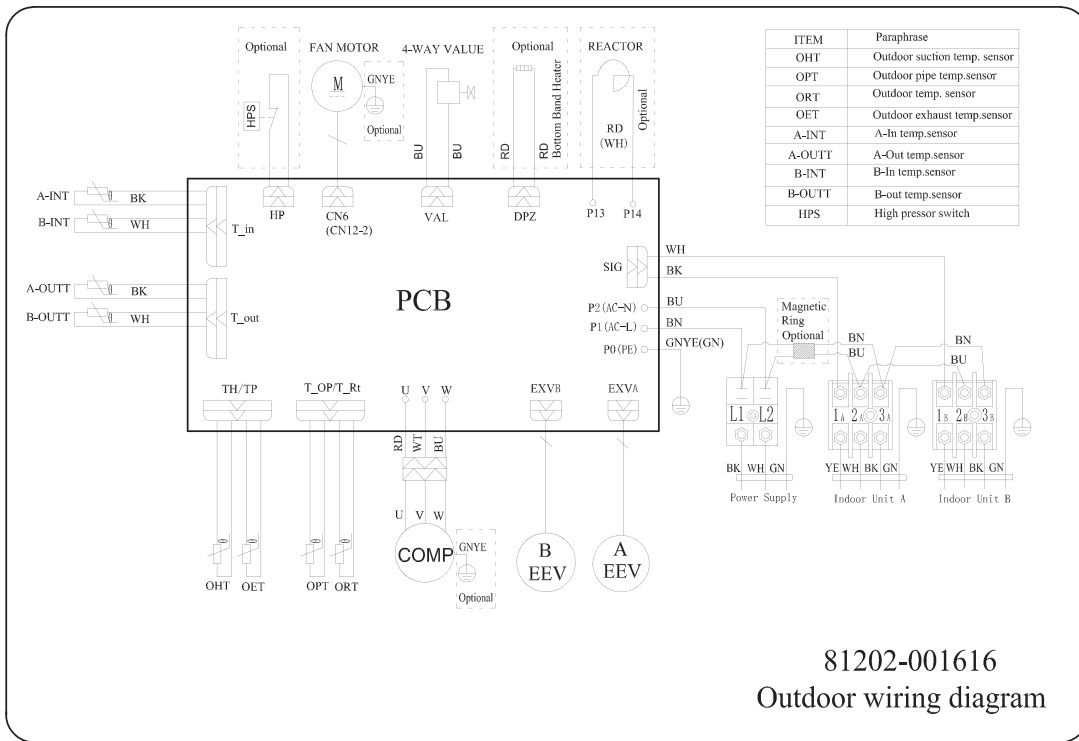 Optional
FAN MOTOR
4-WAY VALUE
Optional
REACTOR
HPS
M
GNYE
Optional
BU
BU
RD
RD
Bottom Band Heater
RD
(WH)
Optional
ITEM Paraphrase
OHT Outdoor suction temp. sensor
OPT Outdoor pipe temp.sensor
ORT Outdoor temp. sensor
OET Outdoor exhaust temp.sensor
A-INT A-In temp.sensor
A-OUTT A-Out temp.sensor
B-INT B-In temp.sensor
B-OUTT B-out temp.sensor
HPS High pressor switch
A-INT θ BK
B-INT θ WH
T_in
A-OUTT θ BK
B-OUTT θ WH
T_out
HP
CN6
(CN12-2)
VAL
DPZ
P13
P14
PCB
SIG
WH
BK
P2(AC-N) BU
P1(AC-L) BN
P0(PE) GNYE(GN)
Magnetic
Ring
Optional
BN
BU
BN
BU
TH/TP
T_OP/T_Rt
U V W
EXVB
EXVA
L1 L2
1A 2A 3A
1B 2B 3B
RD WT BU
BK WH GN
YE WH BK GN
YE WH BK GN
Power Supply
Indoor Unit A
Indoor Unit B
U V W
COMP
GNYE
Optional
B
EEV
A
EEV
θ θ
θ θ
OHT OET
OPT ORT
81202-001616
Outdoor wiring diagram